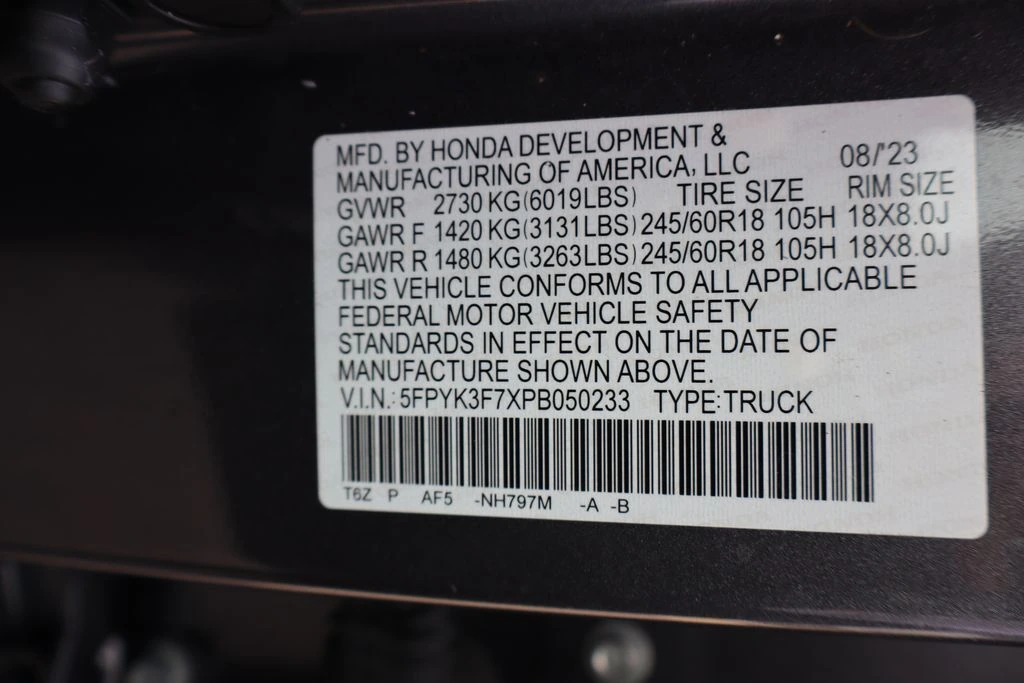 MFD. BY HONDA DEVELOPMENT &
MANUFACTURING OF AMERICA, LLC 08/'23
GVWR 2730 KG(6019LBS) TIRE SIZE RIM SIZE
GAWR F 1420 KG(3131LBS) 245/60R18 105H 18X8.0J
GAWR R 1480 KG(3263LBS) 245/60R18 105H 18X8.0J
THIS VEHICLE CONFORMS TO ALL APPLICABLE
FEDERAL MOTOR VEHICLE SAFETY
STANDARDS IN EFFECT ON THE DATE OF
MANUFACTURE SHOWN ABOVE.
V.I.N.: 5FPYK3F7XPB050233 TYPE: TRUCK
T6Z P AF5 -NH797M -A -B